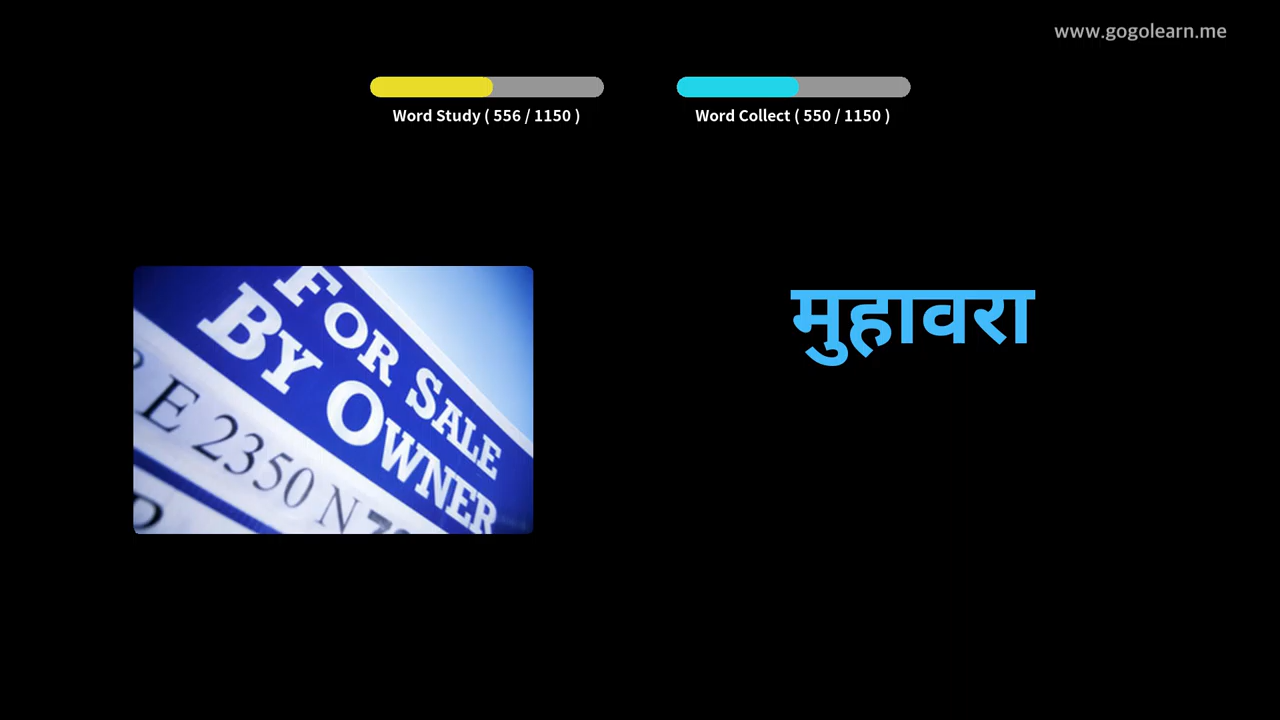 www.gogolearn.me
Word Study ( 556 / 1150 )
Word Collect ( 550 / 1150 )
FOR SALE
BY OWNER
E 2350 N
मुहावरा